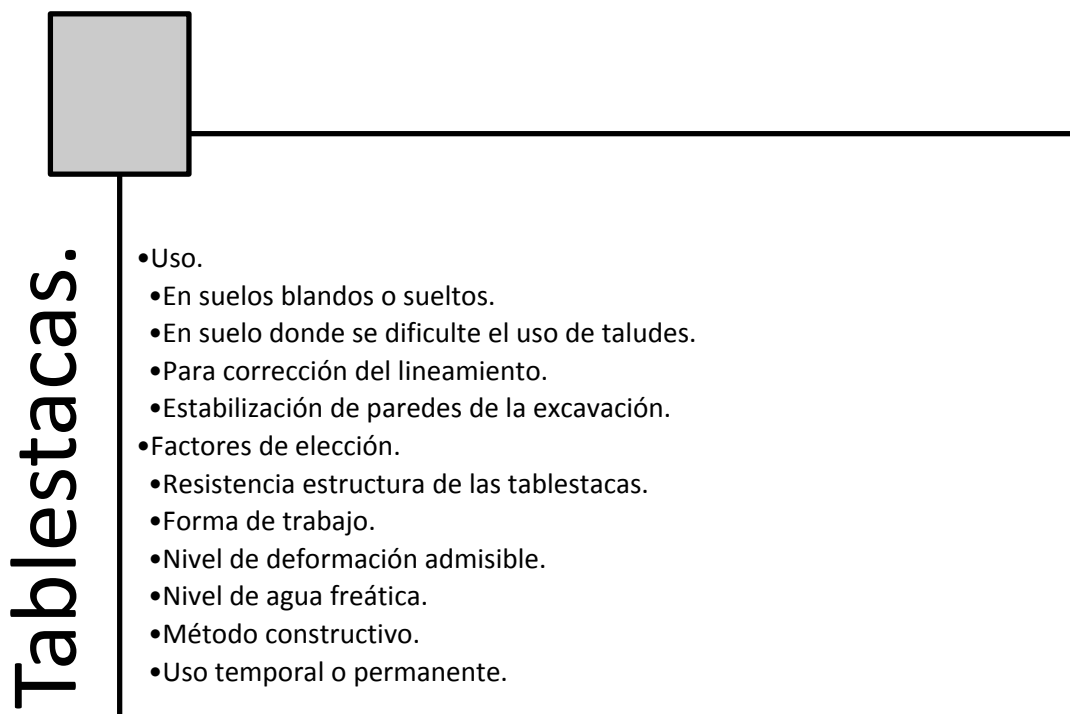 Tablestacas.
•Uso.
•En suelos blandos o sueltos.
•En suelo donde se dificulte el uso de taludes.
•Para corrección del lineamiento.
•Estabilización de paredes de la excavación.
•Factores de elección.
•Resistencia estructura de las tablestacas.
•Forma de trabajo.
•Nivel de deformación admisible.
•Nivel de agua freática.
•Método constructivo.
•Uso temporal o permanente.